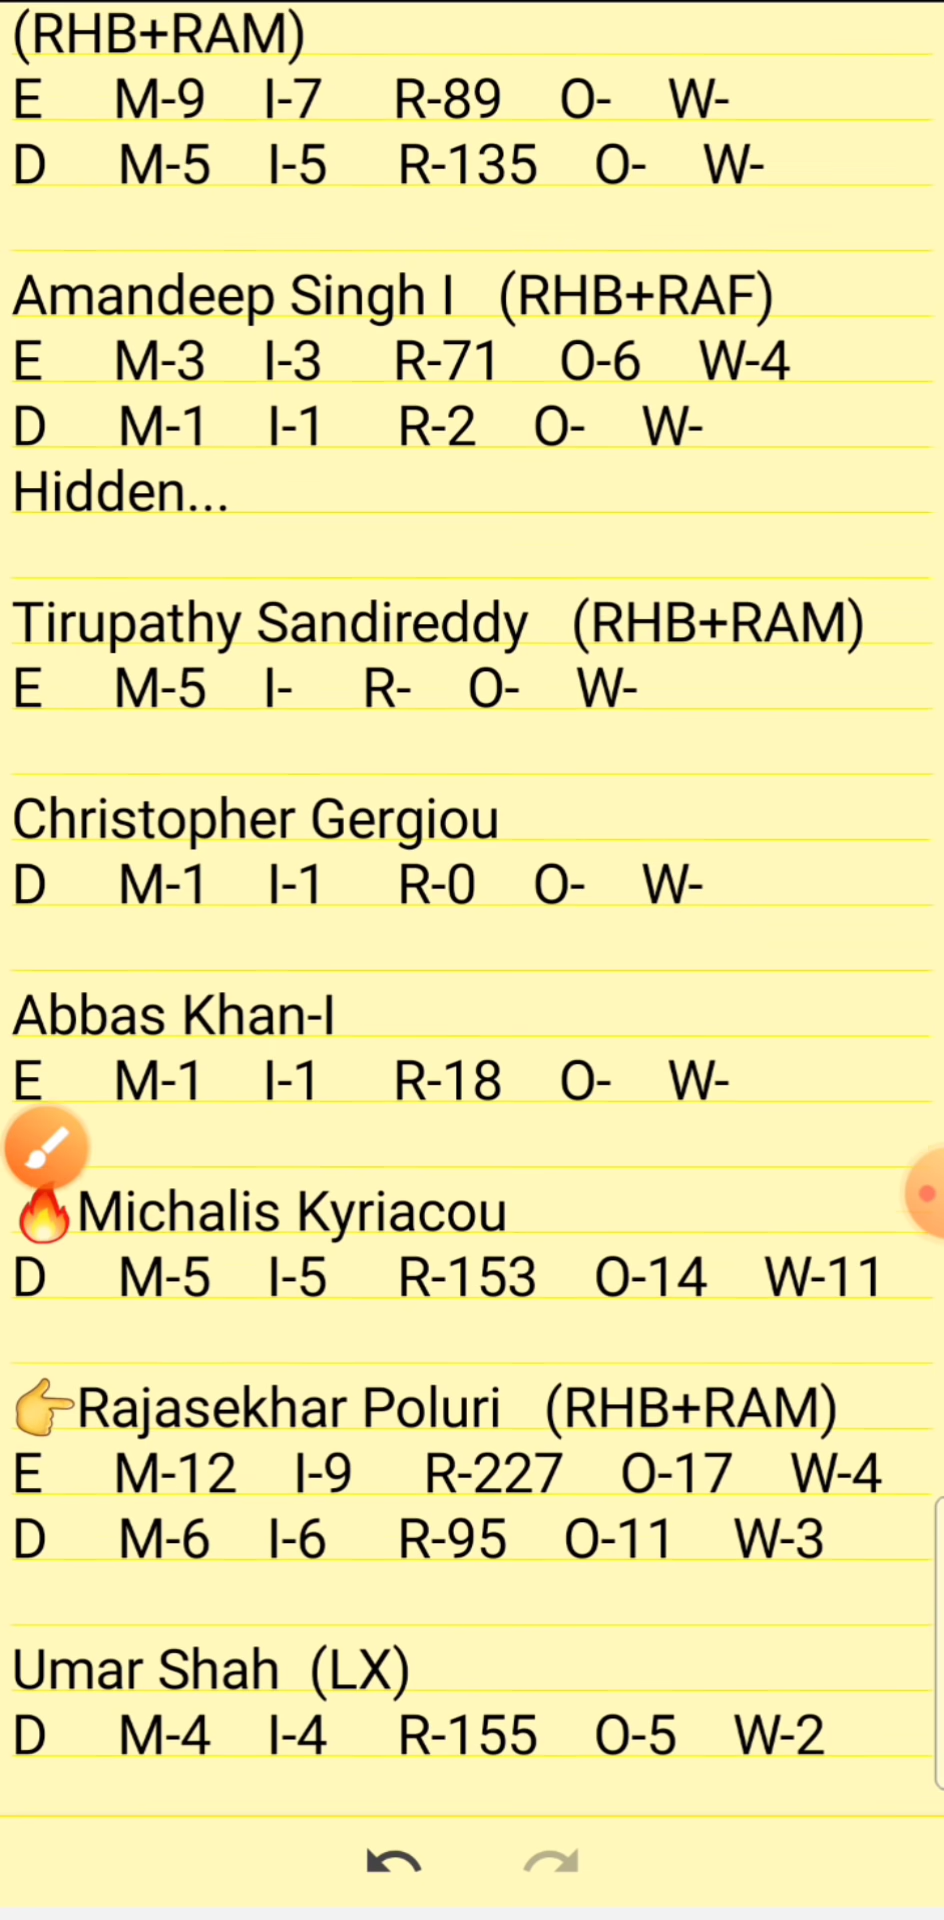 (RHB+RAM)
E M-9 I-7 R-89 O- W-
D M-5 I-5 R-135 O- W-
Amandeep Singh I (RHB+RAF)
E M-3 I-3 R-71 O-6 W-4
D M-1 I-1 R-2 O- W-
Hidden...
Tirupathy Sandireddy (RHB+RAM)
E M-5 I- R- O- W-
Christopher Gergiou
D M-1 I-1 R-0 O- W-
Abbas Khan-I
E M-1 I-1 R-18 O- W-
🔥Michalis Kyriacou
D M-5 I-5 R-153 O-14 W-11
👉Rajasekhar Poluri (RHB+RAM)
E M-12 I-9 R-227 O-17 W-4
D M-6 I-6 R-95 O-11 W-3
Umar Shah (LX)
D M-4 I-4 R-155 O-5 W-2